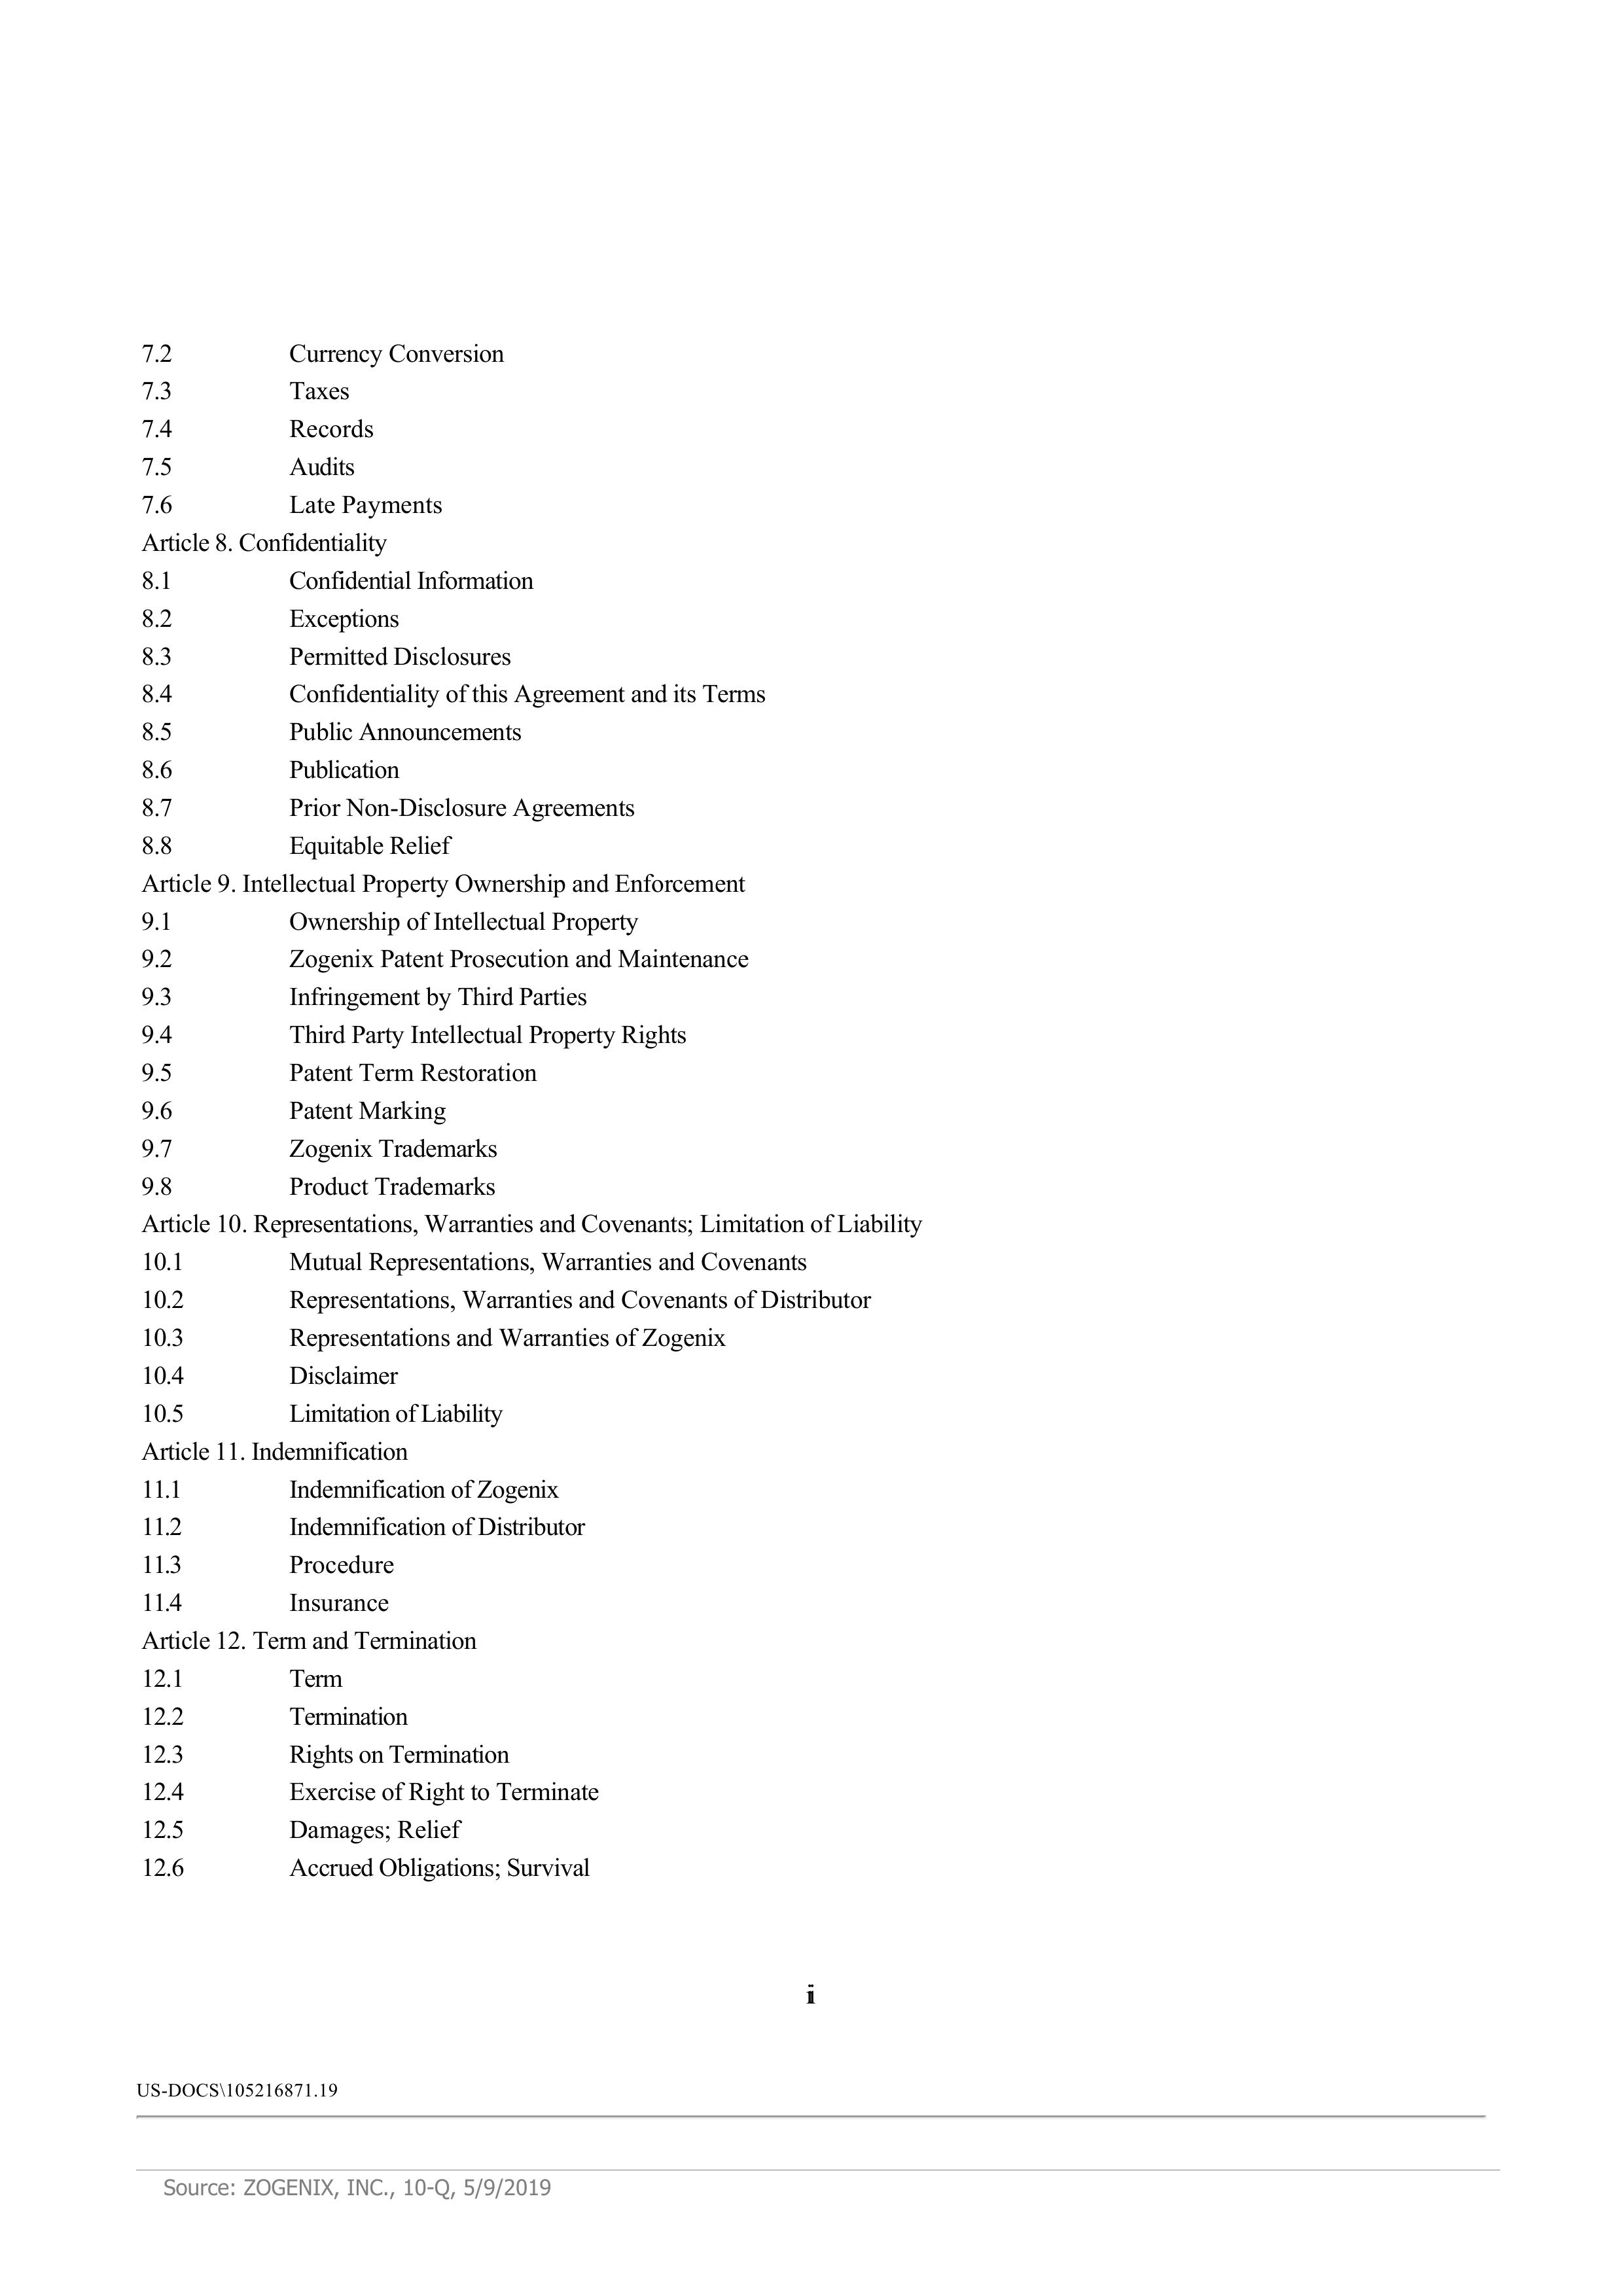 7.2 Currency Conversion
7.3 Taxes
7.4 Records
7.5 Audits
7.6 Late Payments
Article 8. Confidentiality
8.1 Confidential Information
8.2 Exceptions
8.3 Permitted Disclosures
8.4 Confidentiality of this Agreement and its Terms
8.5 Public Announcements
8.6 Publication
8.7 Prior Non-Disclosure Agreements
8.8 Equitable Relief
Article 9. Intellectual Property Ownership and Enforcement
9.1 Ownership of Intellectual Property
9.2 Zogenix Patent Prosecution and Maintenance
9.3 Infringement by Third Parties
9.4 Third Party Intellectual Property Rights
9.5 Patent Term Restoration
9.6 Patent Marking
9.7 Zogenix Trademarks
9.8 Product Trademarks
Article 10. Representations, Warranties and Covenants; Limitation of Liability
10.1 Mutual Representations, Warranties and Covenants
10.2 Representations, Warranties and Covenants of Distributor
10.3 Representations and Warranties of Zogenix
10.4 Disclaimer
10.5 Limitation of Liability
Article 11. Indemnification
11.1 Indemnification of Zogenix
11.2 Indemnification of Distributor
11.3 Procedure
11.4 Insurance
Article 12. Term and Termination
12.1 Term
12.2 Termination
12.3 Rights on Termination
12.4 Exercise of Right to Terminate
12.5 Damages; Relief
12.6 Accrued Obligations; Survival
US-DOCS\105216871.19
Source: ZOGENIX, INC., 10-Q, 5/9/2019